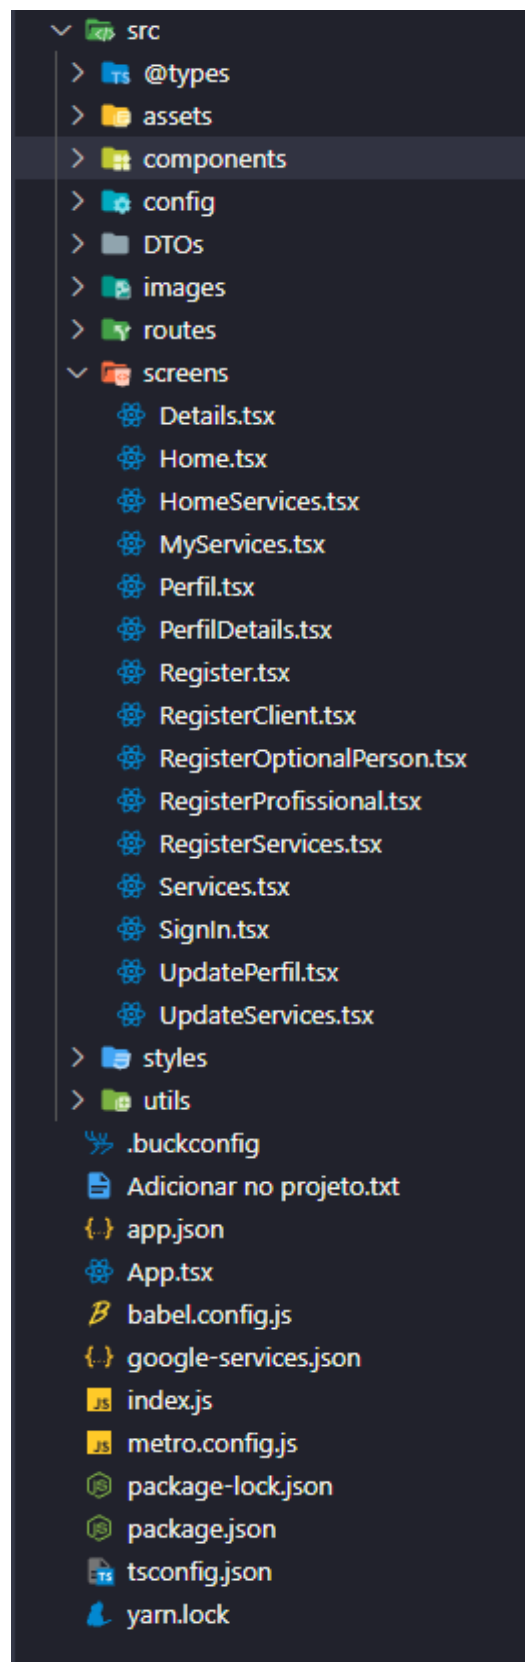 src
@types
assets
components
config
DTOs
images
routes
screens
Details.tsx
Home.tsx
HomeServices.tsx
MyServices.tsx
Perfil.tsx
PerfilDetails.tsx
Register.tsx
RegisterClient.tsx
RegisterOptionalPerson.tsx
RegisterProfissional.tsx
RegisterServices.tsx
Services.tsx
SignIn.tsx
UpdatePerfil.tsx
UpdateServices.tsx
styles
utils
.buckconfig
Adicionar no projeto.txt
app.json
App.tsx
babel.config.js
google-services.json
index.js
metro.config.js
package-lock.json
package.json
tsconfig.json
yarn.lock